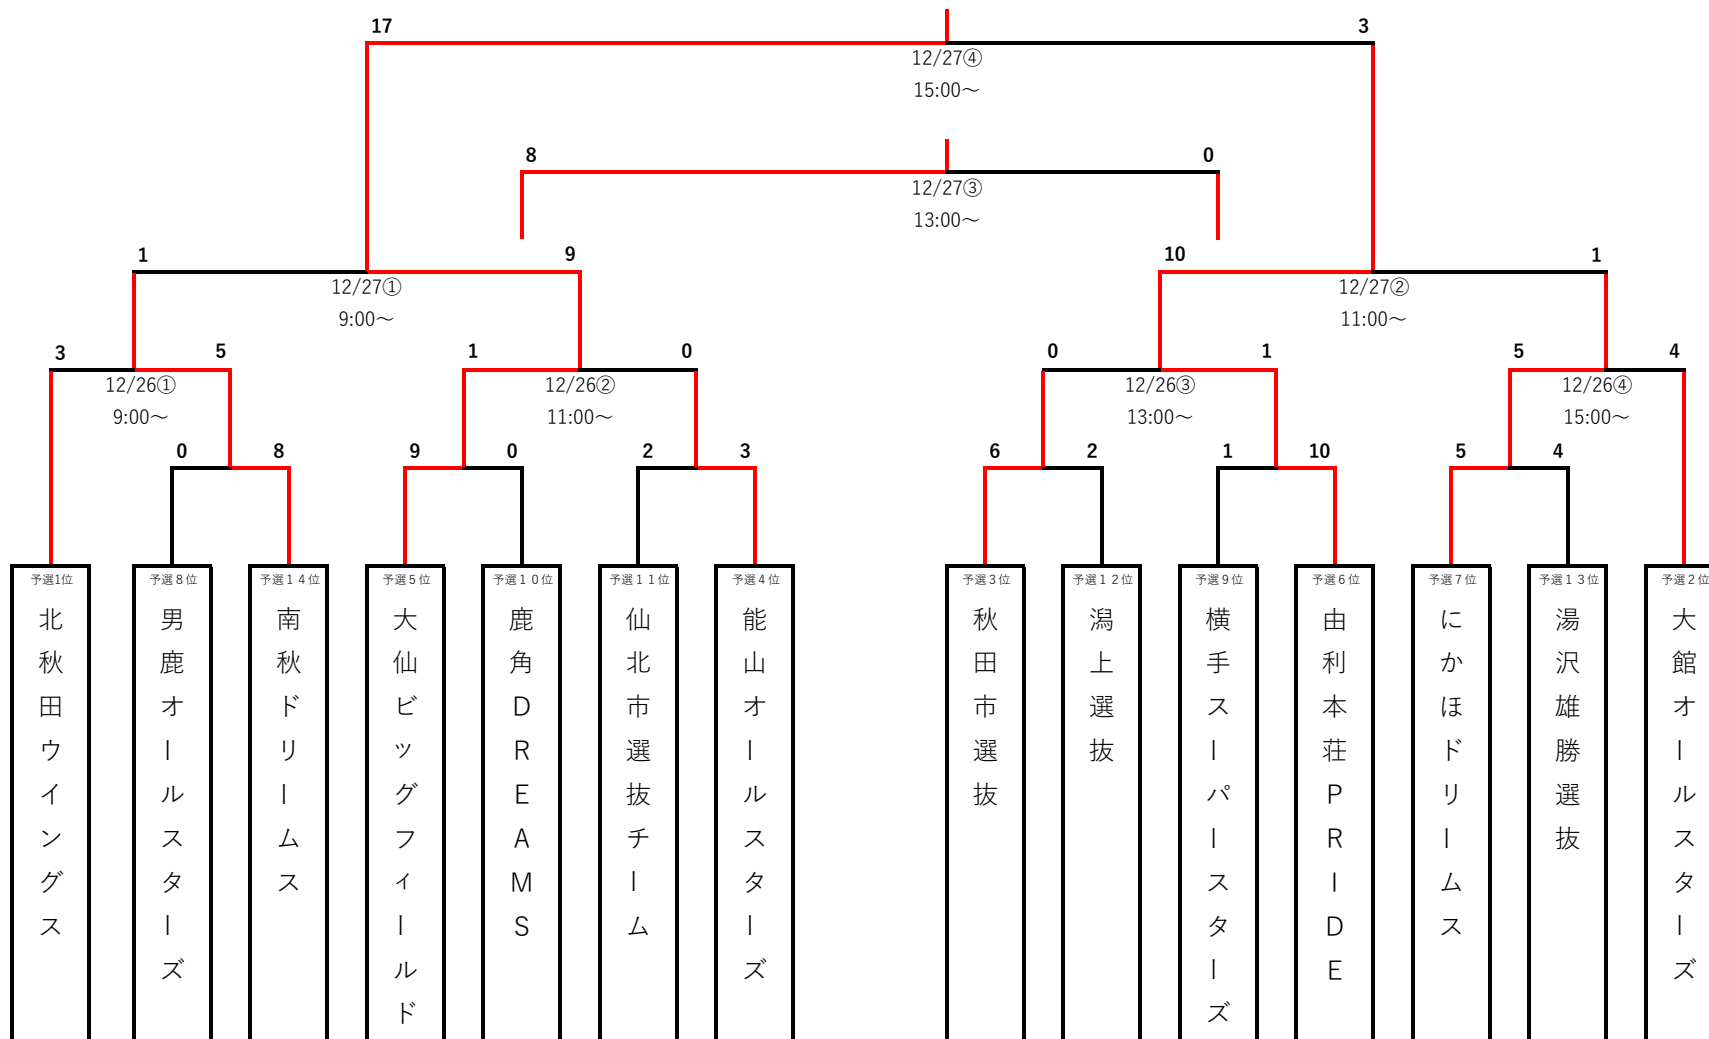 17 3
12/27④
15:00～
8 0
12/27③
13:00～
1 9 10 1
12/27① 12/27②
9:00～ 11:00～
3 5 1 0 0 1 5 4
12/26① 12/26② 12/26③ 12/26④
9:00～ 11:00～ 13:00～ 15:00～
0 8 9 0 2 3 6 2 1 10 5 4
予選1位
北秋田ウイングス
予選８位
男鹿オールスターズ
予選１４位
南秋ドリームス
予選５位
大仙ビッグフィールド
予選１０位
鹿角ＤＲＥＡＭＳ
予選１１位
仙北市選抜チーム
予選４位
能山オールスターズ
予選３位
秋田市選抜
予選１２位
潟上選抜
予選９位
横手スーパースターズ
予選６位
由利本荘ＰＲＩＤＥ
予選７位
にかほドリームス
予選１３位
湯沢雄勝選抜
予選２位
大館オールスターズ